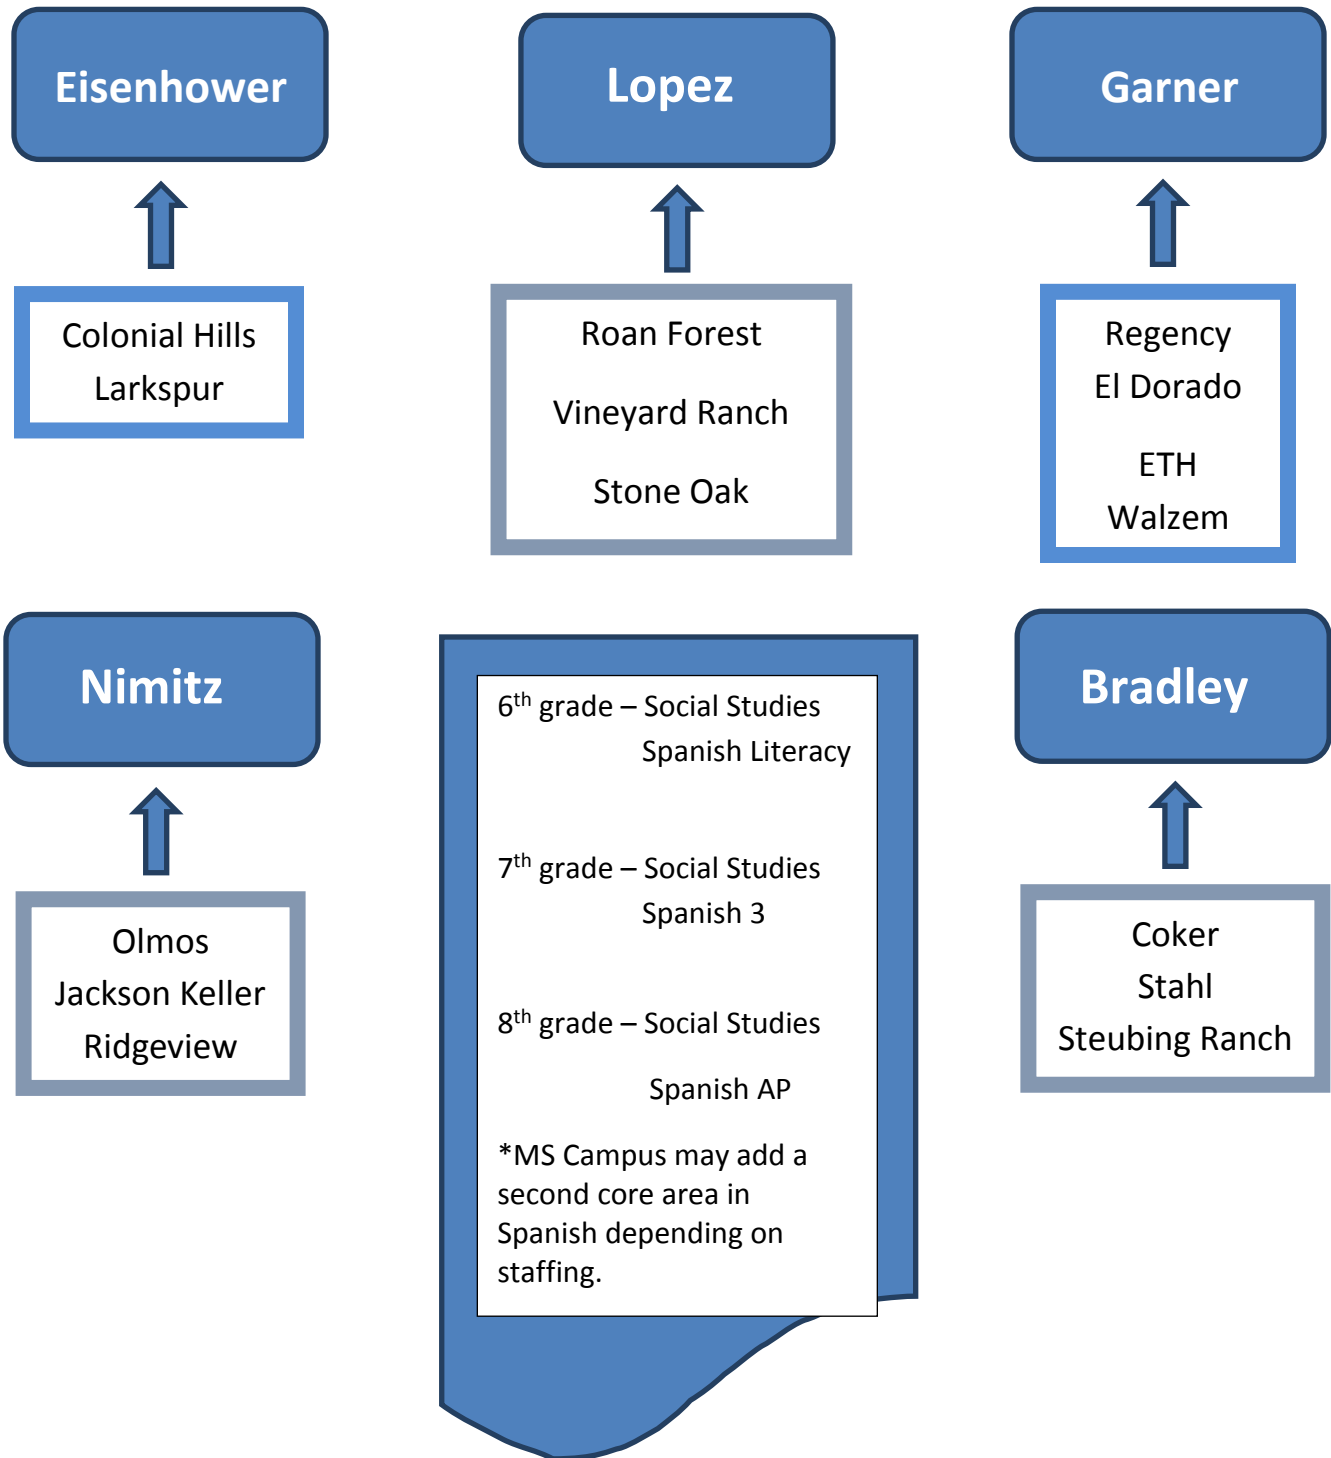 Eisenhower
Lopez
Garner
Colonial Hills
Larkspur
Roan Forest
Vineyard Ranch
Stone Oak
Regency
El Dorado
ETH
Walzem
Nimitz
Olmos
Jackson Keller
Ridgeview
6th grade – Social Studies
Spanish Literacy
7th grade – Social Studies
Spanish 3
8th grade – Social Studies
Spanish AP
*MS Campus may add a
second core area in
Spanish depending on
staffing.
Bradley
Coker
Stahl
Steubing Ranch